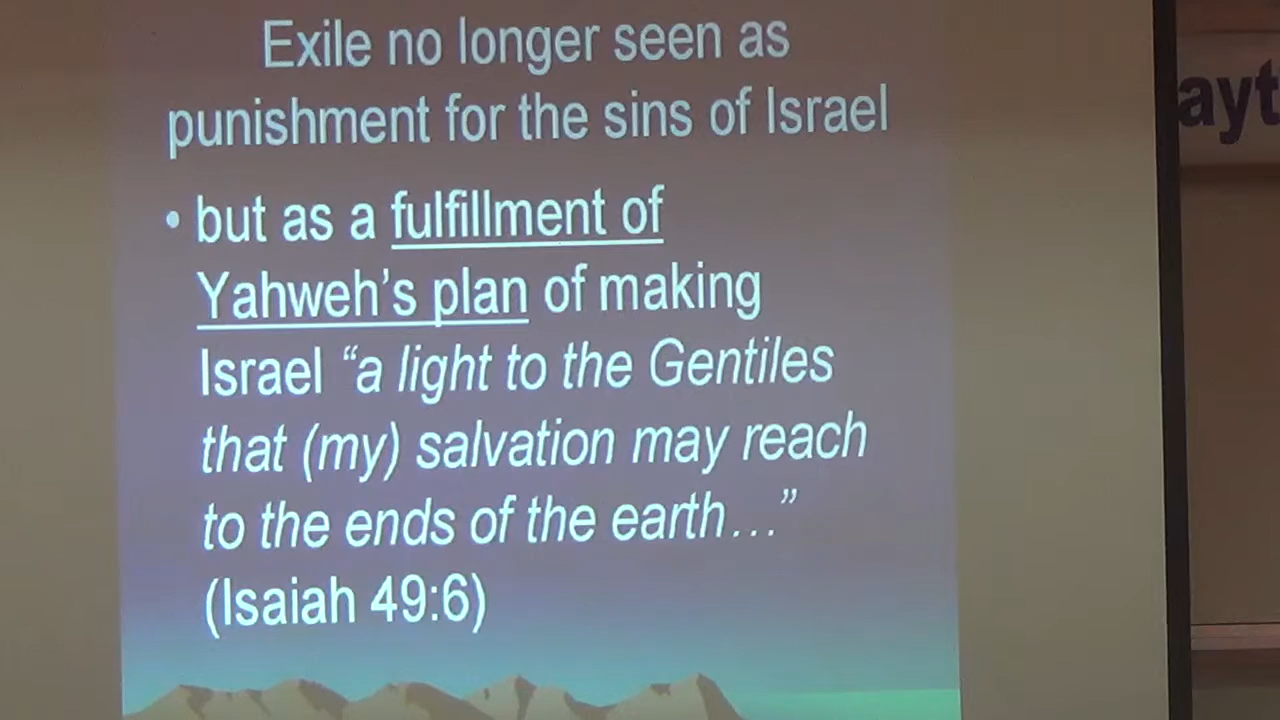 Exile no longer seen as
punishment for the sins of Israel
• but as a fulfillment of
Yahweh’s plan of making
Israel “a light to the Gentiles
that (my) salvation may reach
to the ends of the earth…”
(Isaiah 49:6)
ayt